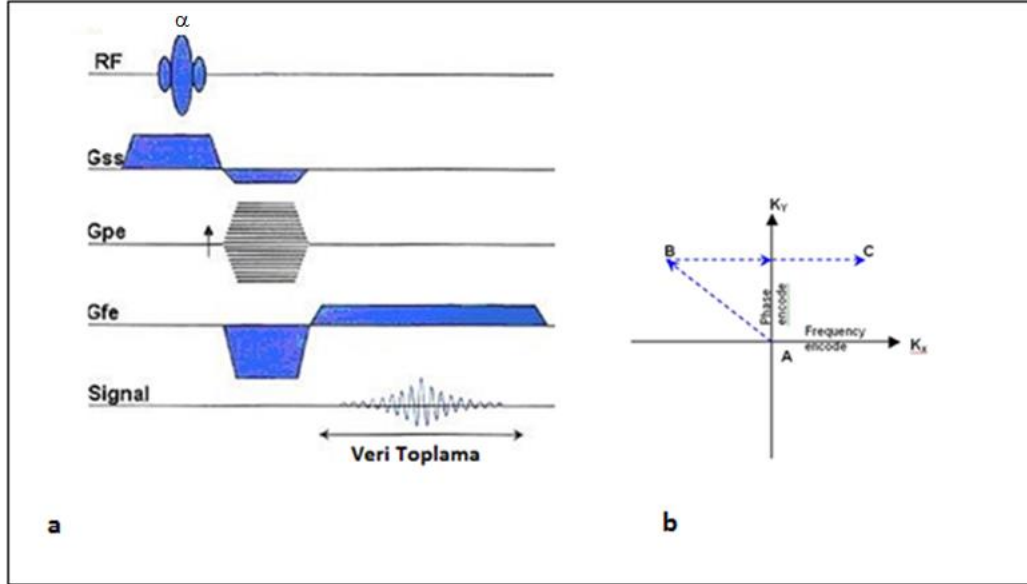 α
RF
Gss
Gpe
Gfe
Signal
Veri Toplama
a
KY
B
C
Phase
encode
Frequency
encode
A
KX
b